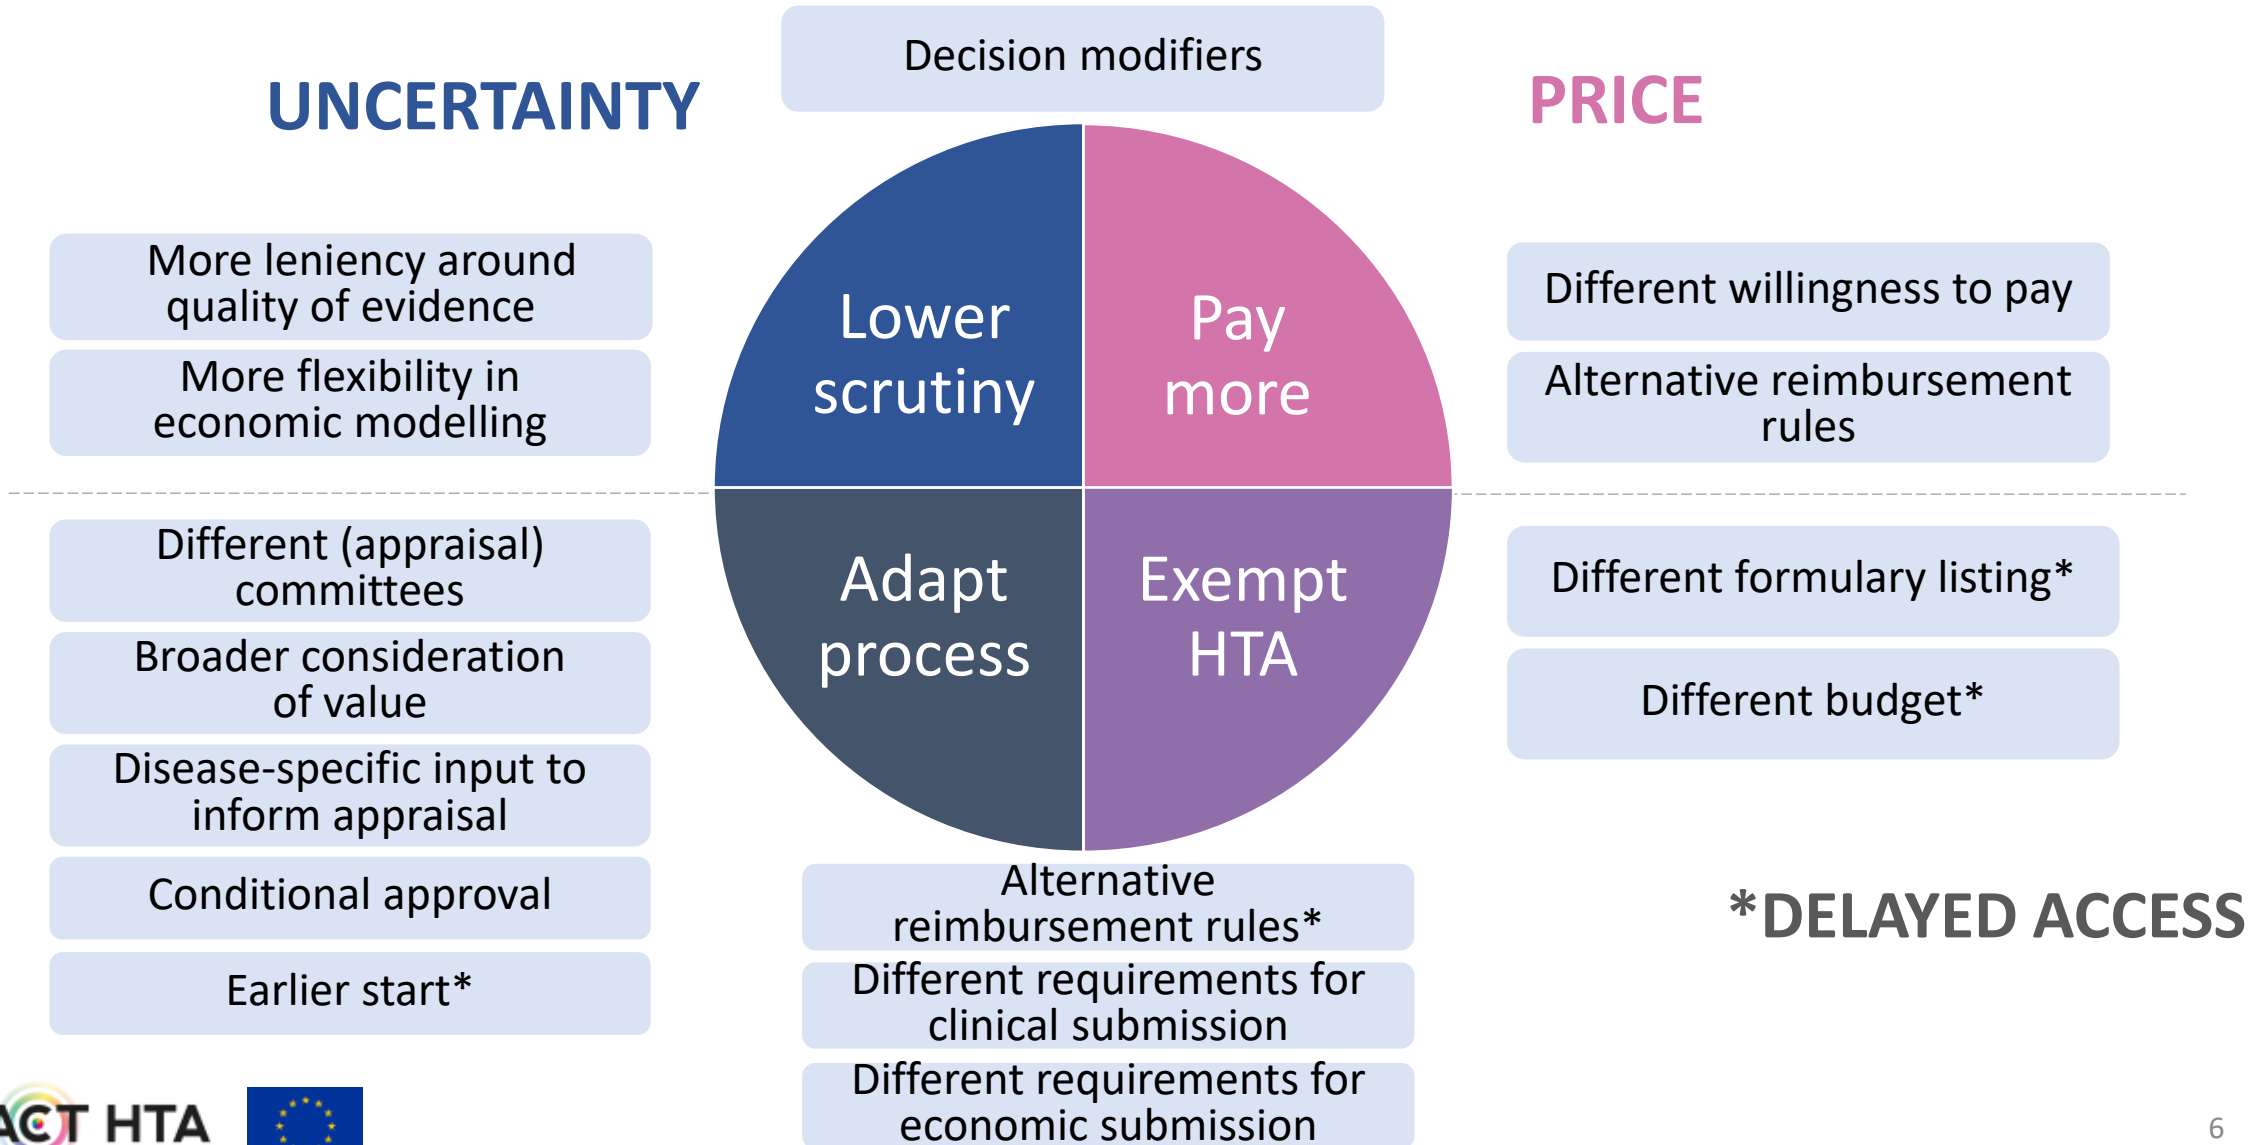 Decision modifiers
UNCERTAINTY
PRICE
More leniency around
quality of evidence
More flexibility in
economic modelling
Lower
scrutiny
Pay
more
Different willingness to pay
Alternative reimbursement
rules
Different (appraisal)
committees
Broader consideration
of value
Disease-specific input to
inform appraisal
Conditional approval
Earlier start*
Adapt
process
Exempt
HTA
Different formulary listing*
Different budget*
Alternative
reimbursement rules*
Different requirements for
clinical submission
Different requirements for
economic submission
*DELAYED ACCESS
ACT HTA
6